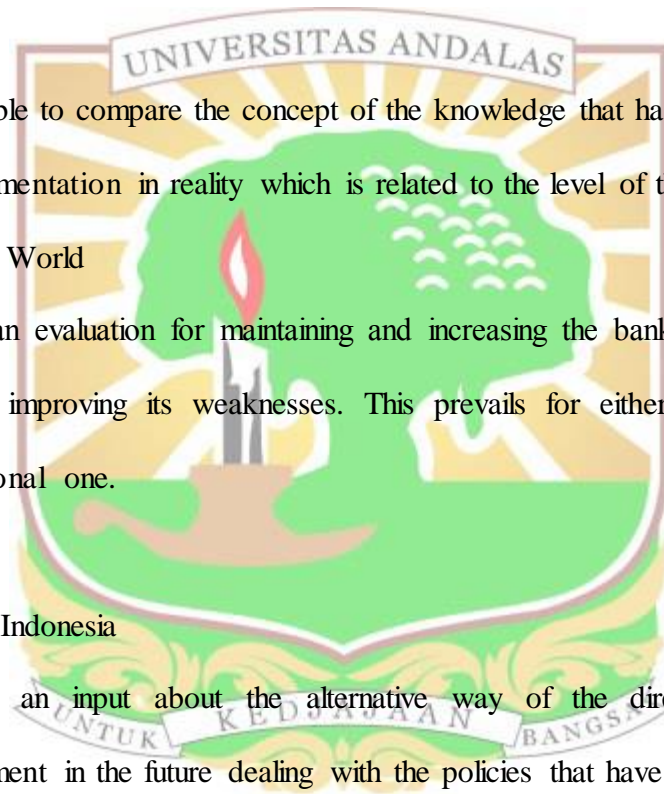 UNIVERSITAS ANDALAS
ble to compare the concept of the knowledge that ha
mentation in reality which is related to the level of t
World
an evaluation for maintaining and increasing the bank
improving its weaknesses. This prevails for either
onal one.
Indonesia
an input about the alternative way of the dir
UNTUK KEDJAJAAN BANGSA
ment in the future dealing with the policies that have